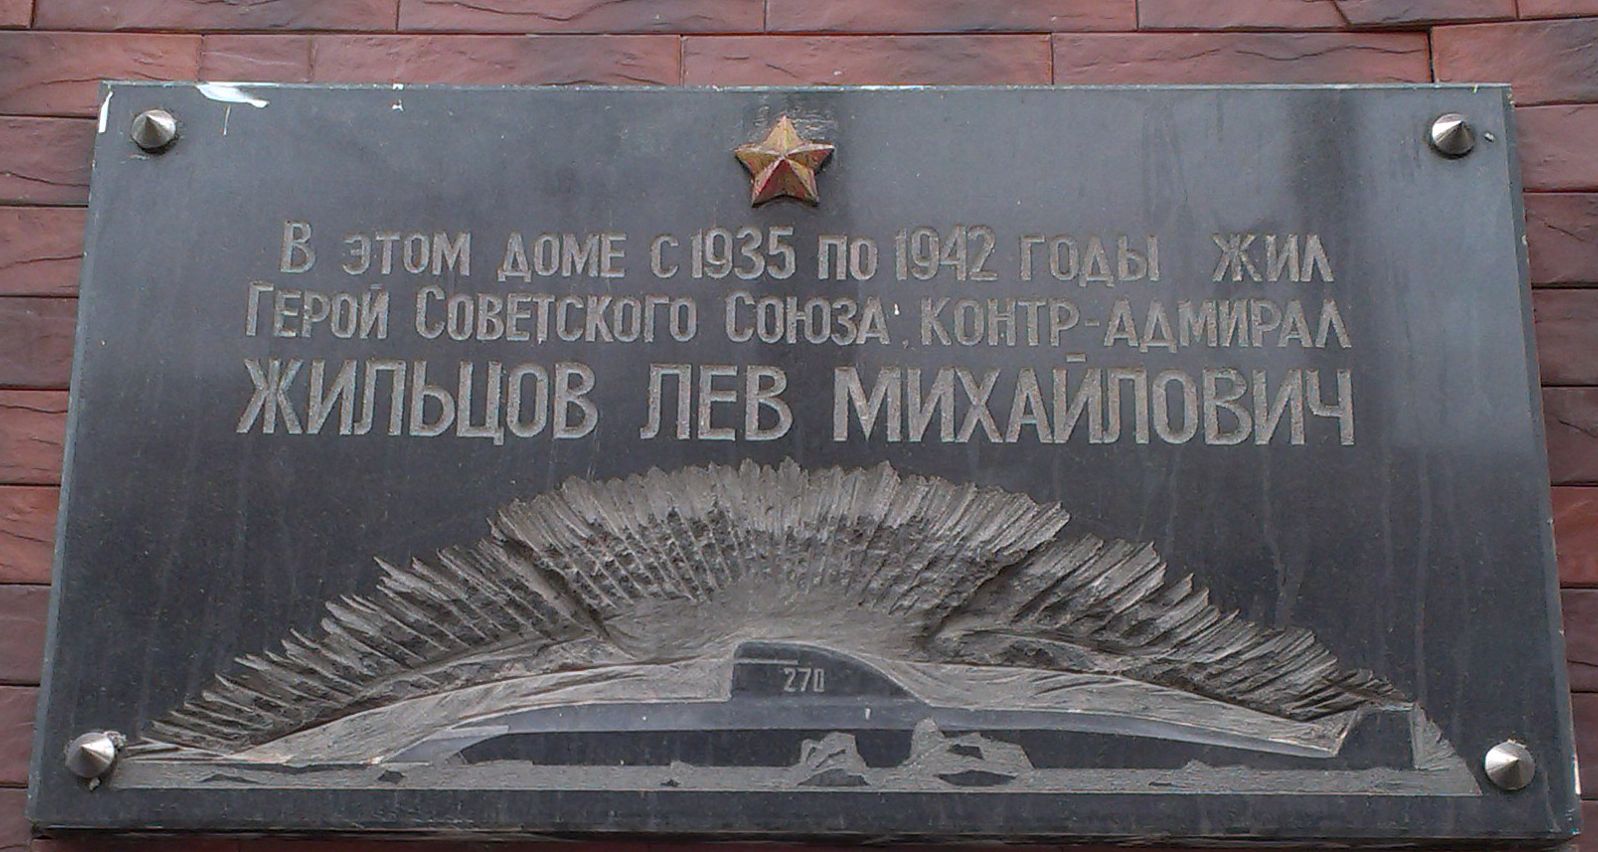 В ЭТОМ ДОМЕ С 1935 ПО 1942 ГОДЫ ЖИЛ
ГЕРОЙ СОВЕТСКОГО СОЮЗА, КОНТР-АДМИРАЛ
ЖИЛЬЦОВ ЛЕВ МИХАЙЛОВИЧ
270